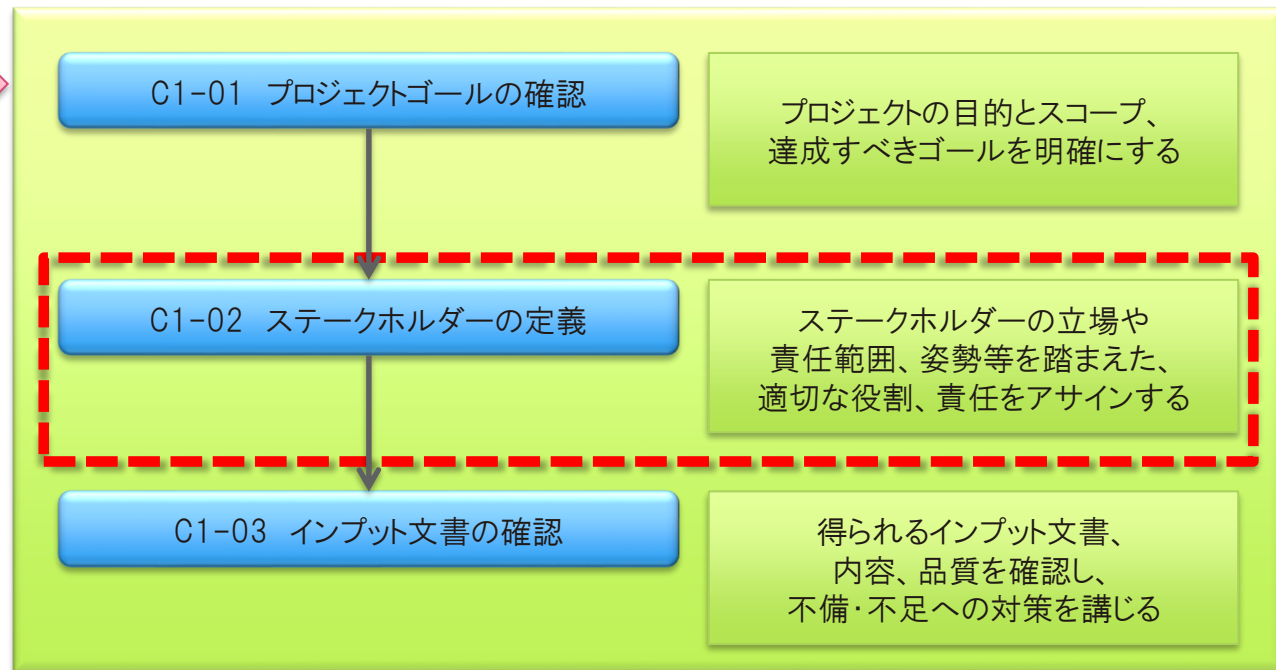 C1-01 プロジェクトゴールの確認
プロジェクトの目的とスコープ、
達成すべきゴールを明確にする
C1-02 ステークホルダーの定義
ステークホルダーの立場や
責任範囲、姿勢等を踏まえた、
適切な役割、責任をアサインする
C1-03 インプット文書の確認
得られるインプット文書、
内容、品質を確認し、
不備・不足への対策を講じる